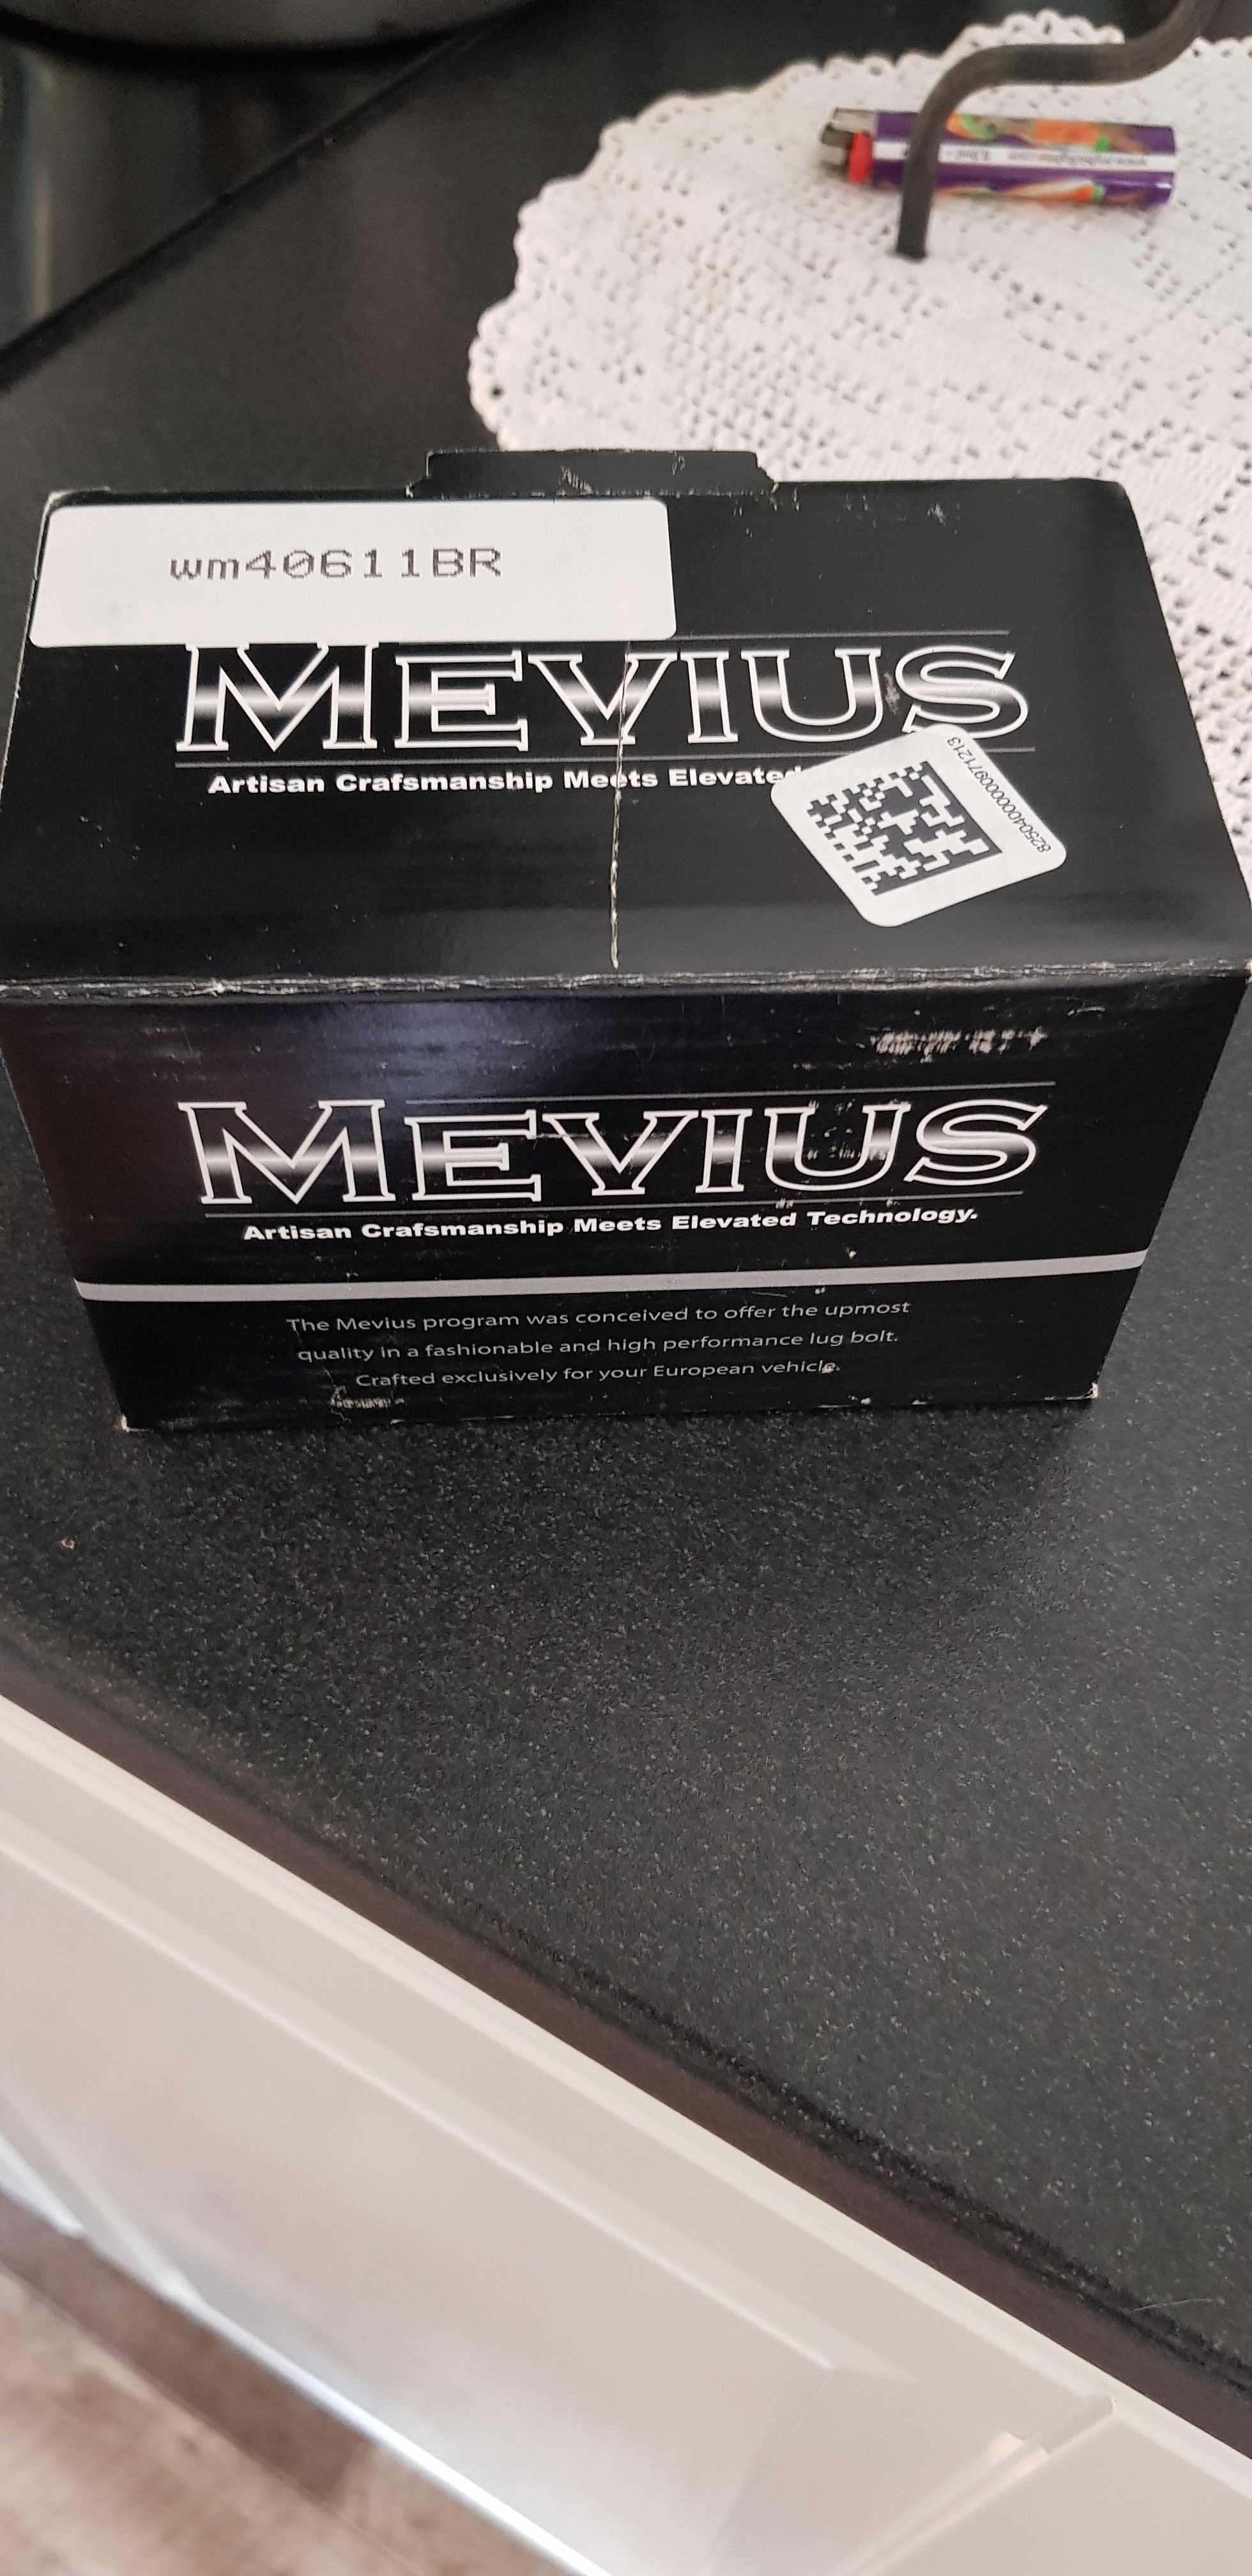 wm40611BR
MEVIUS
Artisan Crafsmanship Meets Elevated
8250400000000971213
MEVIUS
Artisan Crafsmanship Meets Elevated Technology.
The Mevius program was conceived to offer the upmost
quality in a fashionable and high performance lug bolt.
Crafted exclusively for your European vehicle.